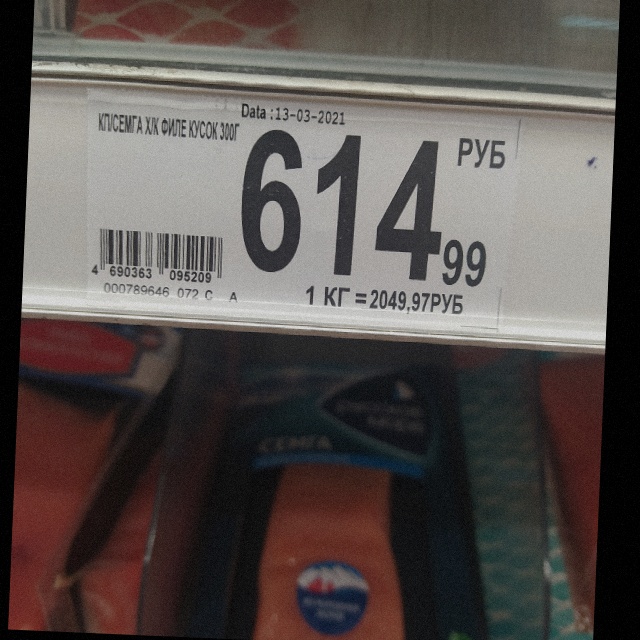 Data :13-03-2021
КП/СЕМГА Х/К ФИЛЕ КУСОК 300Г
614
99
РУБ
4 690363 095209
000789646 072 С А
1 КГ = 2049,97РУБ
СЕМГА